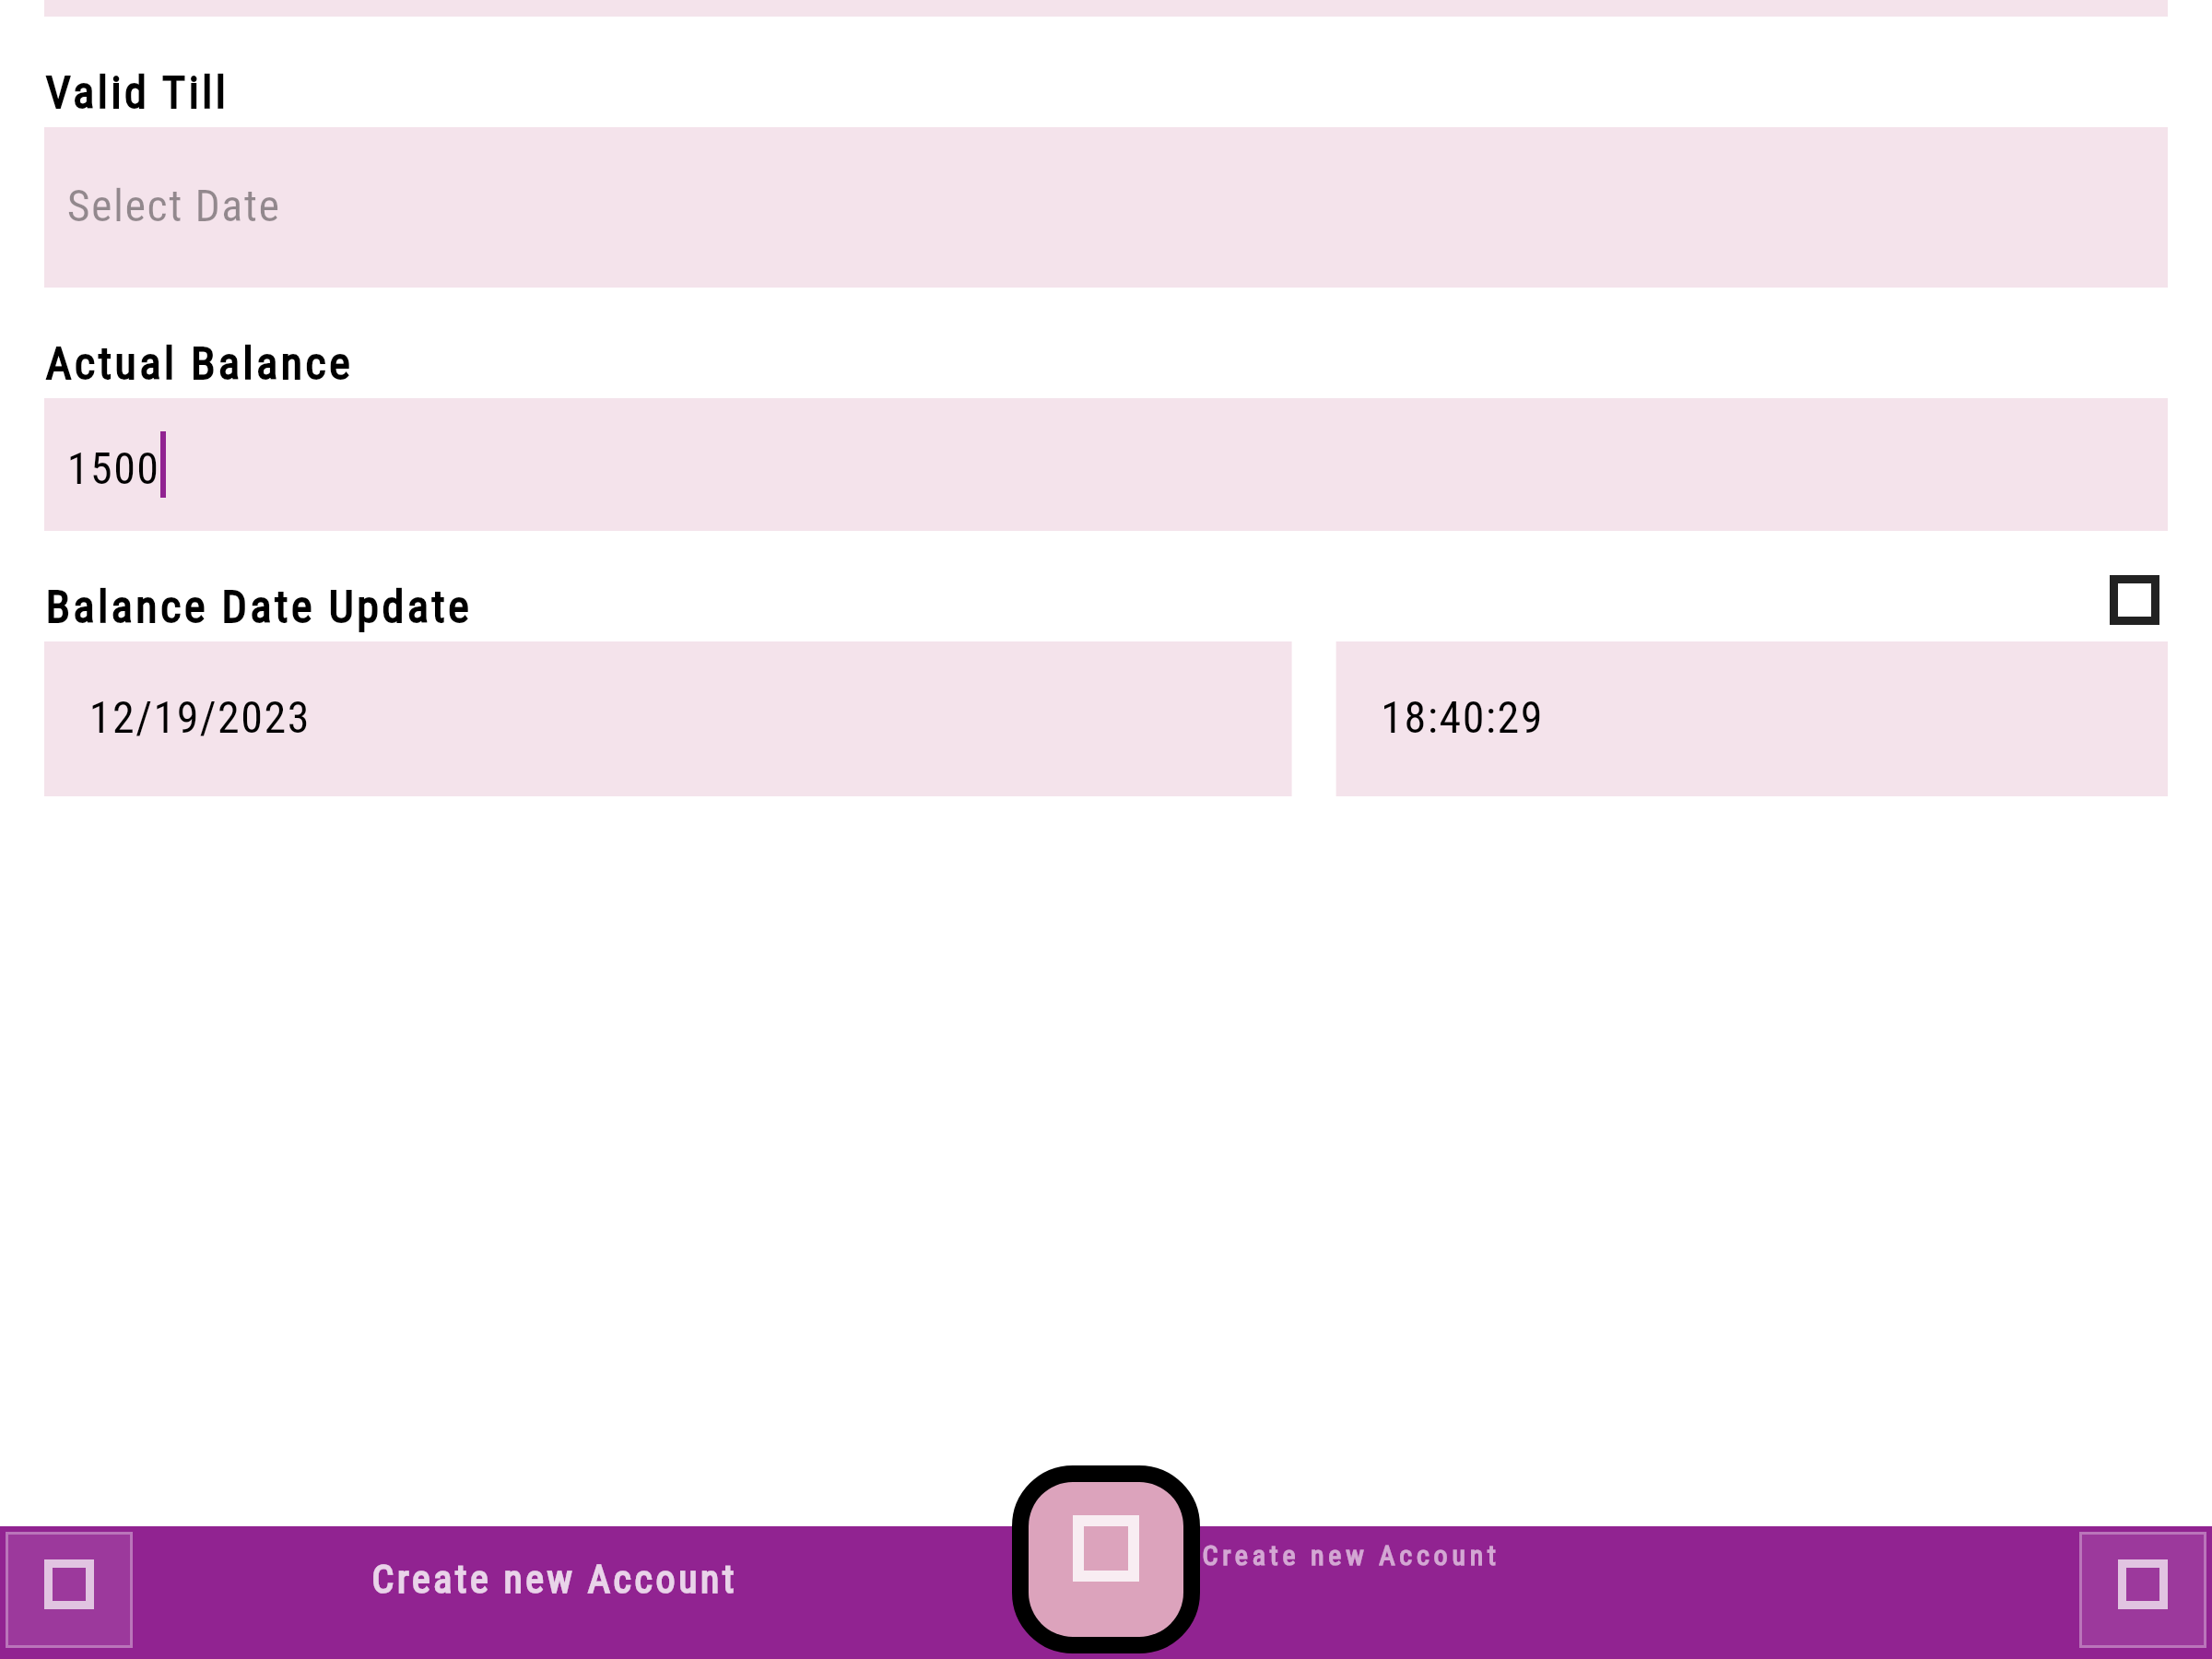 Valid Till
Select Date
Actual Balance
1500
Balance Date Update
12/19/2023 18:40:29
Create new Account Create new Account